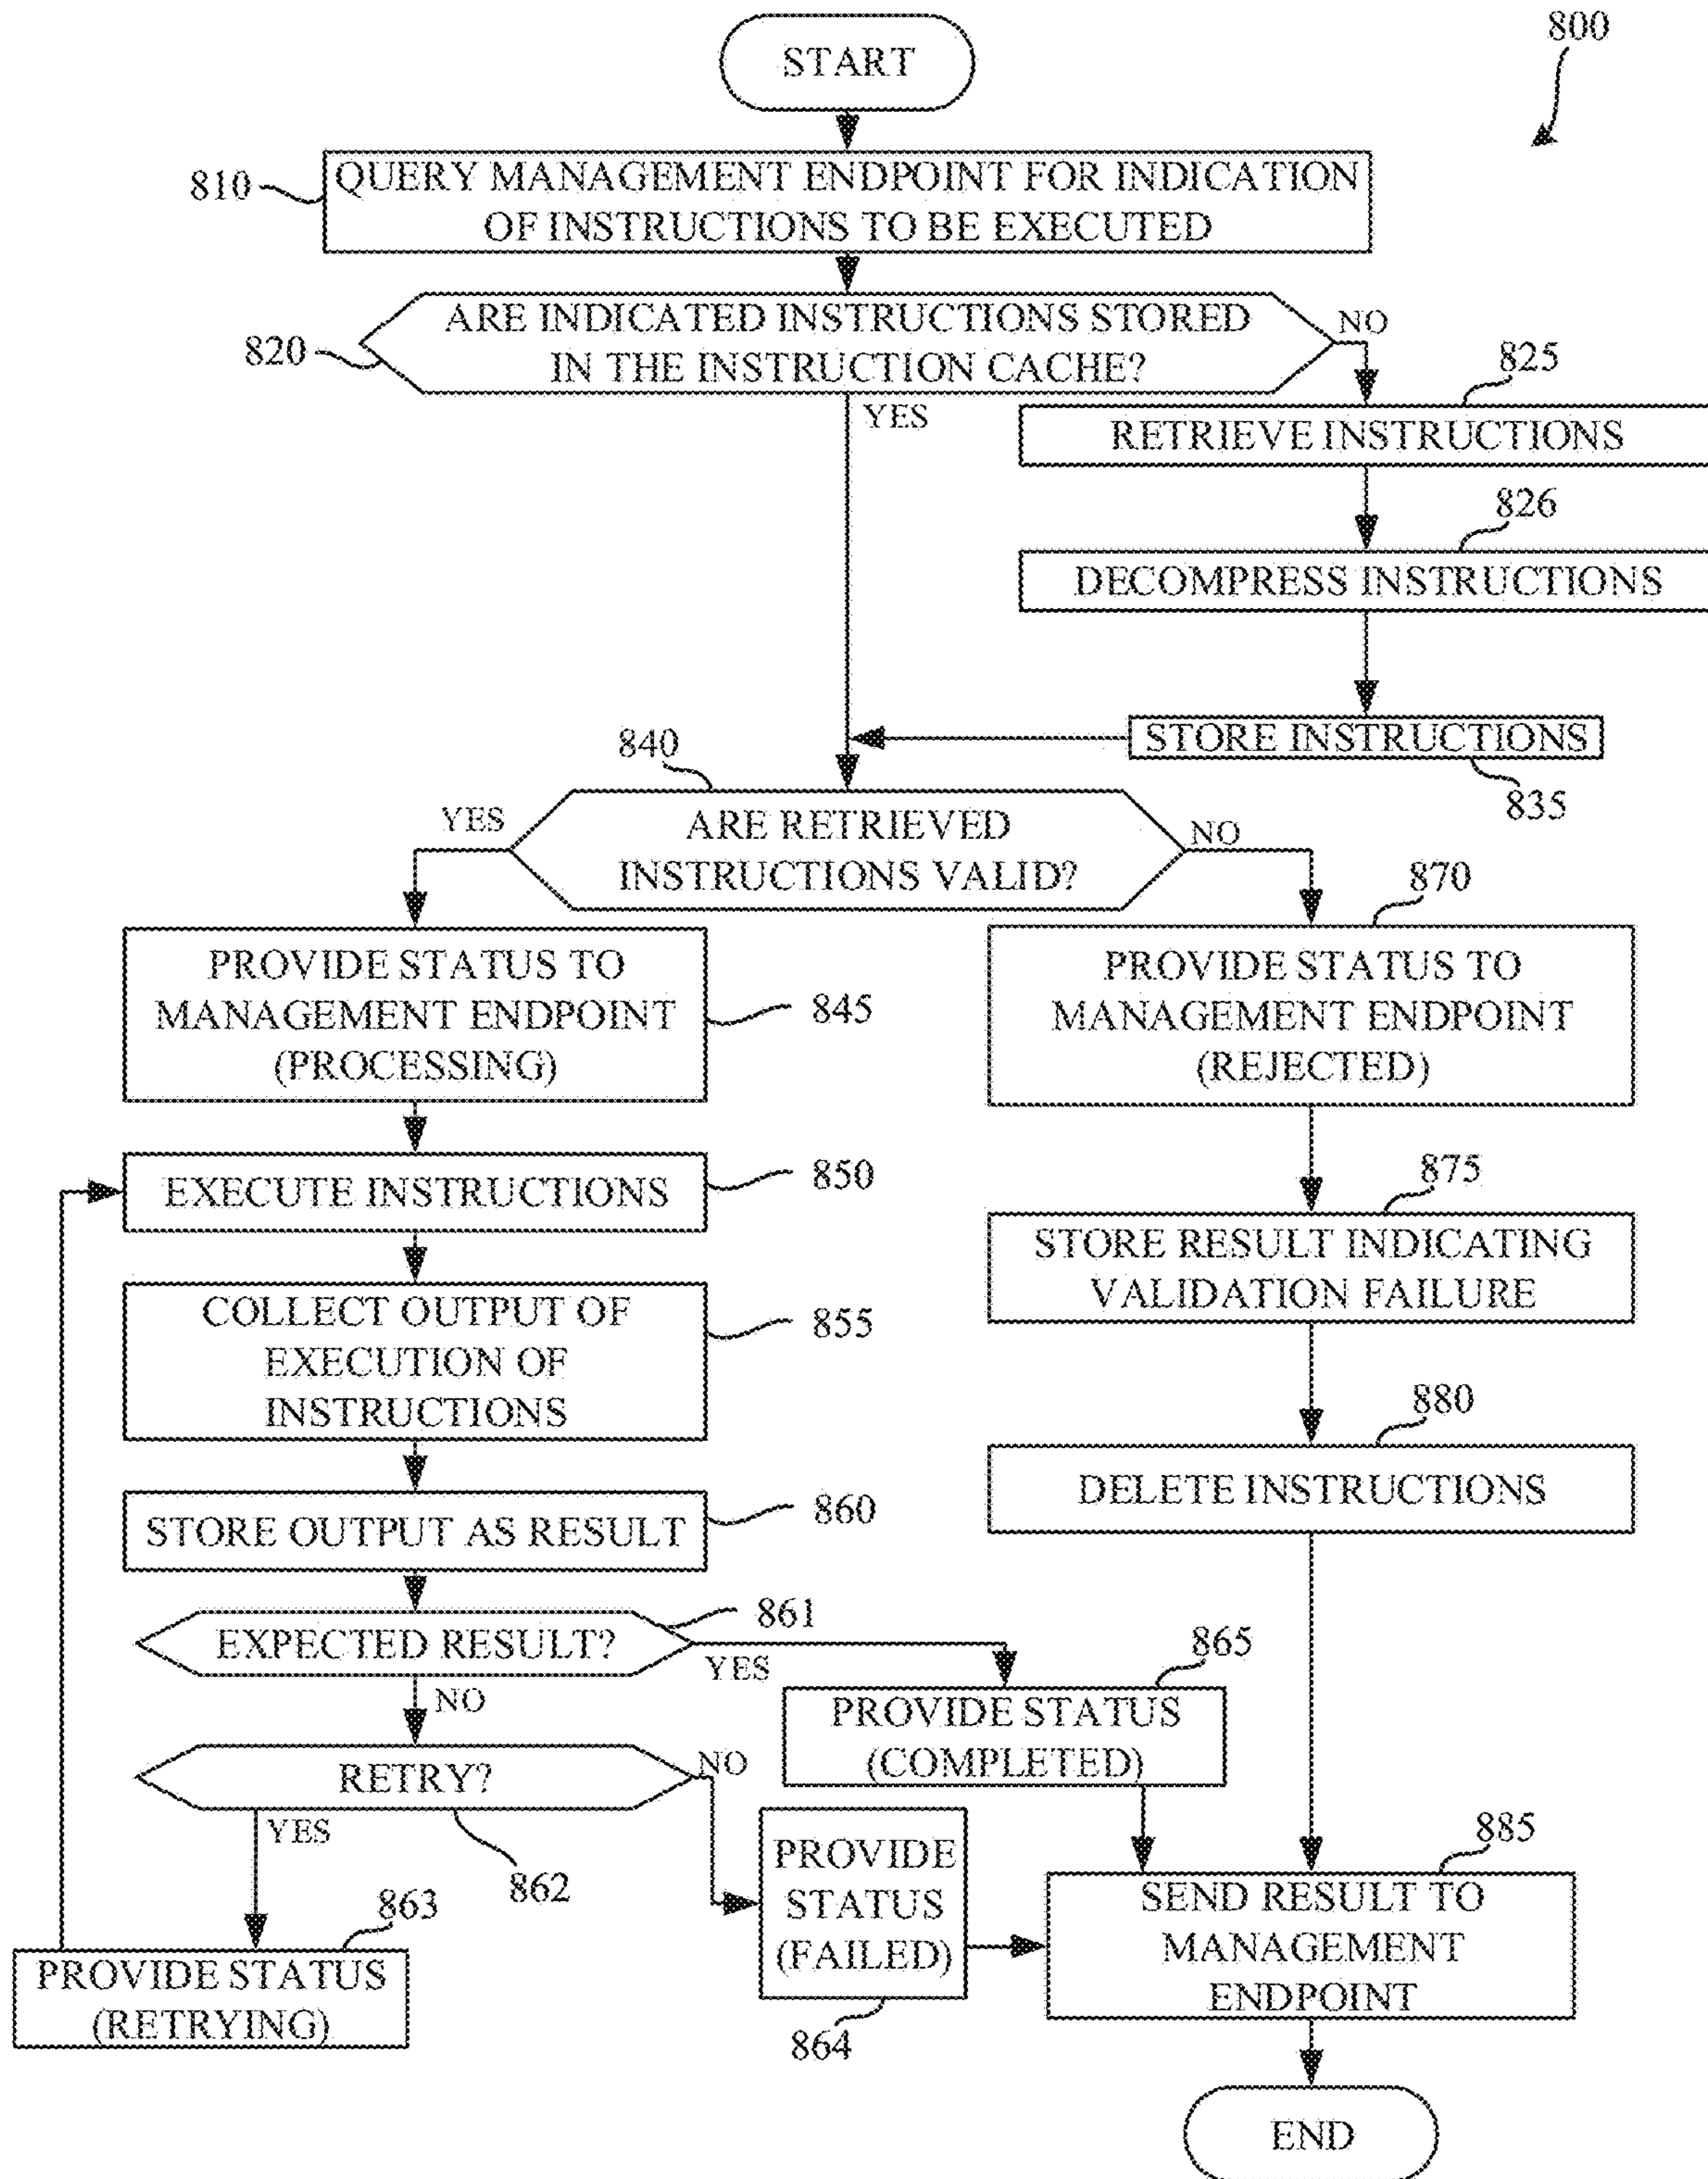 800
START
810
QUERY MANAGEMENT ENDPOINT FOR INDICATION
OF INSTRUCTIONS TO BE EXECUTED
820
ARE INDICATED INSTRUCTIONS STORED
IN THE INSTRUCTION CACHE?
NO
YES
825
RETRIEVE INSTRUCTIONS
826
DECOMPRESS INSTRUCTIONS
STORE INSTRUCTIONS
835
840
ARE RETRIEVED
INSTRUCTIONS VALID?
YES
NO
PROVIDE STATUS TO
MANAGEMENT ENDPOINT
(PROCESSING)
845
EXECUTE INSTRUCTIONS
850
COLLECT OUTPUT OF
EXECUTION OF
INSTRUCTIONS
855
STORE OUTPUT AS RESULT
860
EXPECTED RESULT?
861
YES
NO
RETRY?
862
NO
YES
863
PROVIDE STATUS
(RETRYING)
PROVIDE
STATUS
(FAILED)
864
865
PROVIDE STATUS
(COMPLETED)
870
PROVIDE STATUS TO
MANAGEMENT ENDPOINT
(REJECTED)
875
STORE RESULT INDICATING
VALIDATION FAILURE
880
DELETE INSTRUCTIONS
885
SEND RESULT TO
MANAGEMENT
ENDPOINT
END